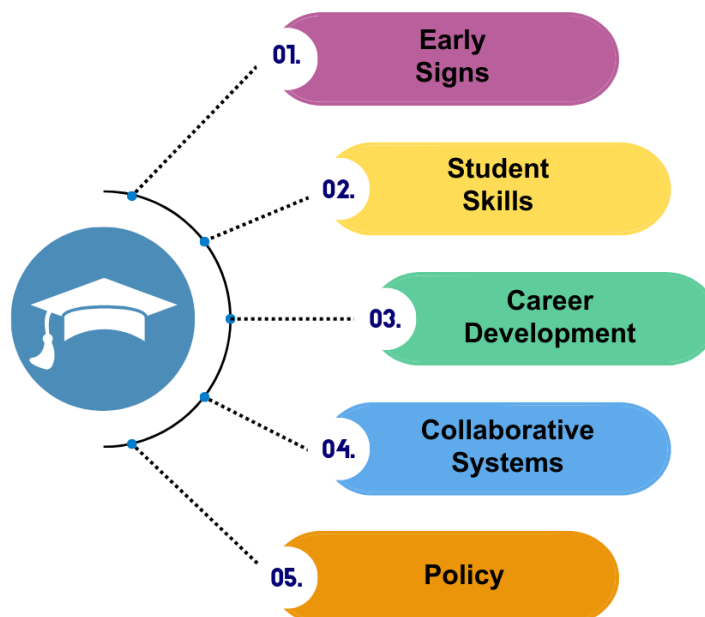 01.
Early
Signs
02.
Student
Skills
03.
Career
Development
04.
Collaborative
Systems
05.
Policy